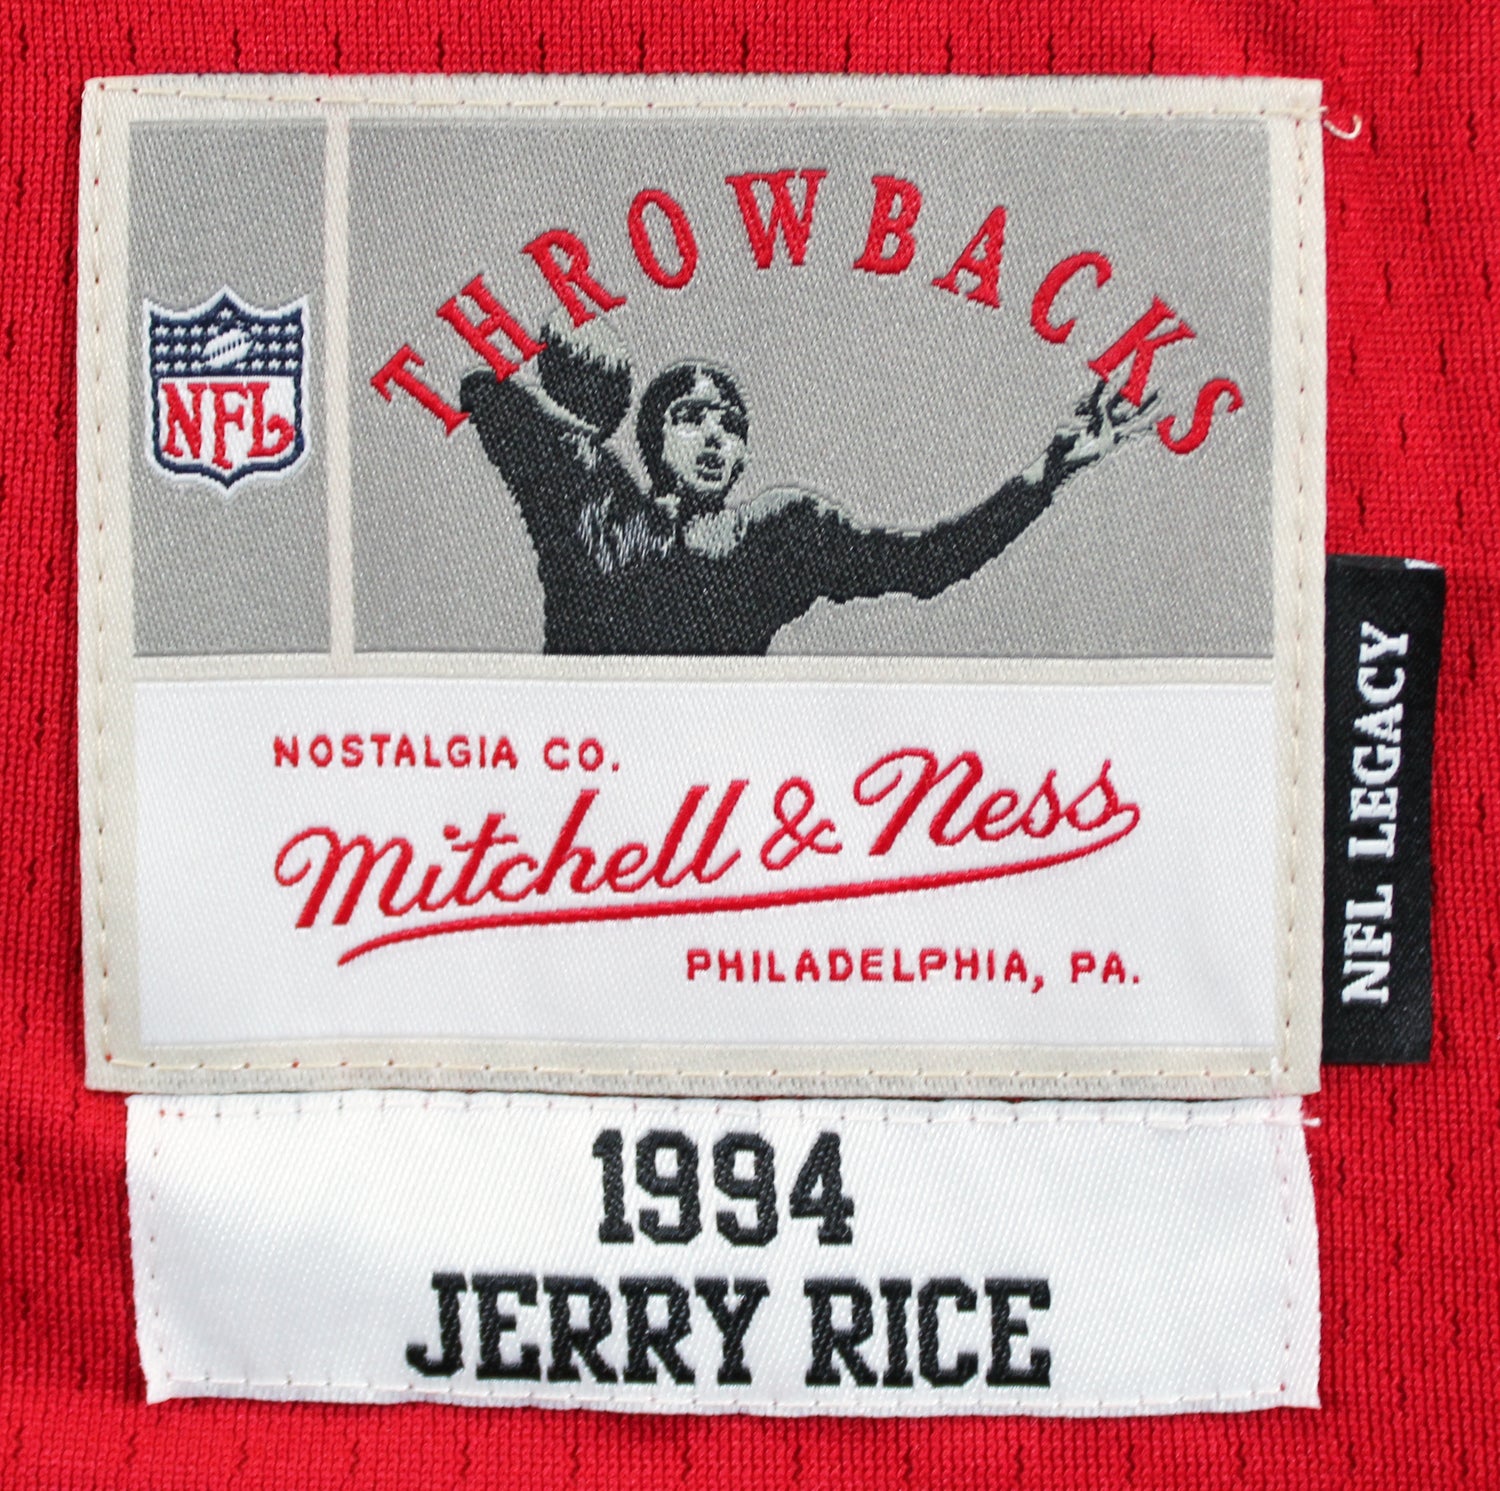 THROWBACKS
NFL
NOSTALGIA CO.
Mitchell & Ness
PHILADELPHIA, PA.
NFL LEGACY
1994
JERRY RICE